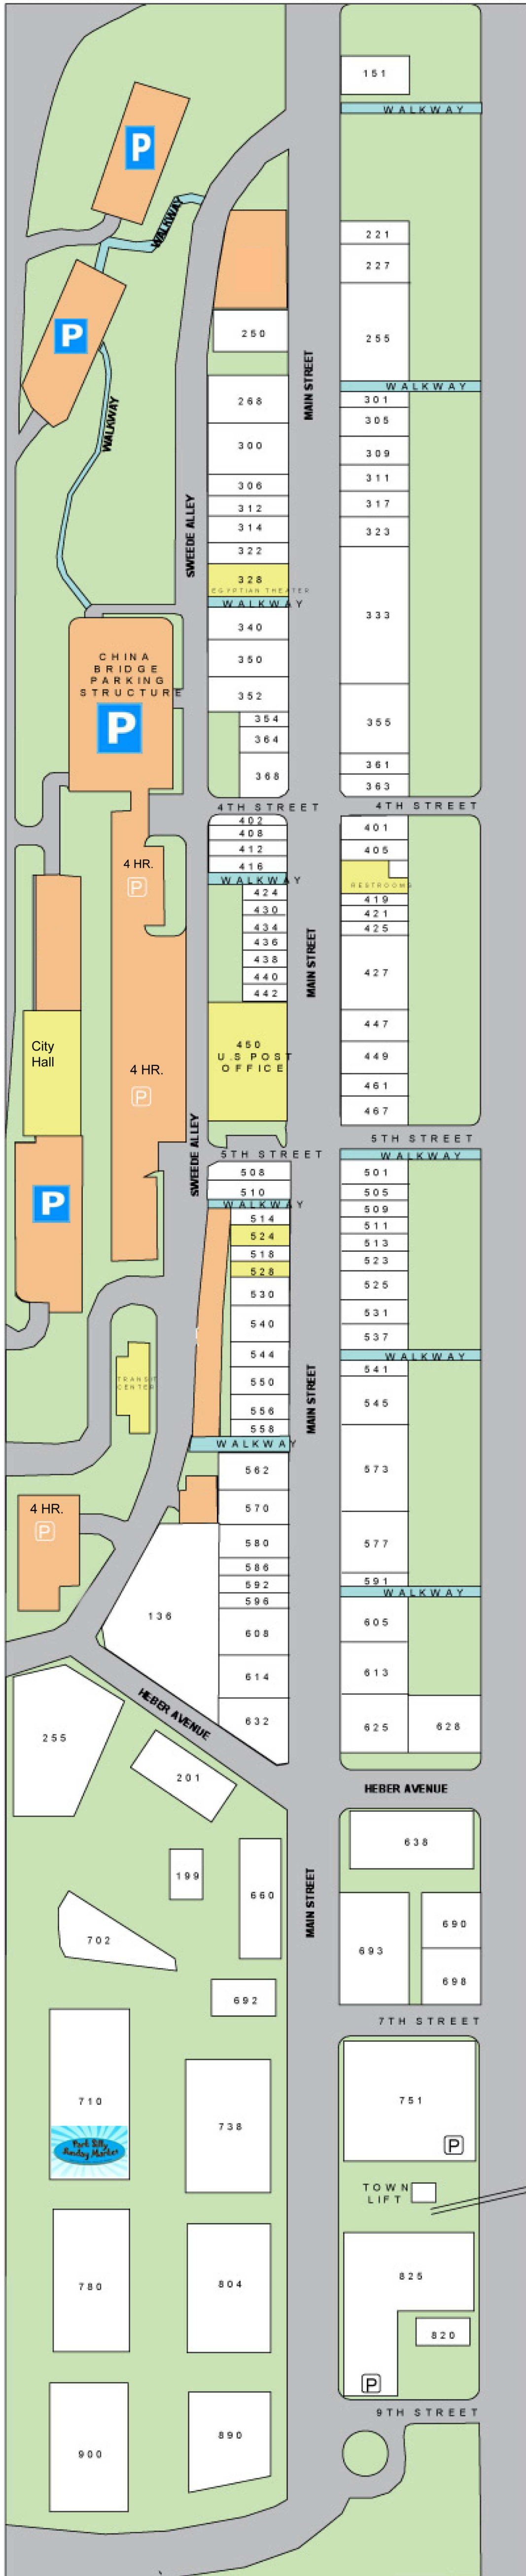 151
WALKWAY
P
WALKWAY
221
227
P
250
255
MAIN STREET
WALKWAY
268
301
WALKWAY
305
300
309
311
306
SWEEDE ALLEY
312
317
314
323
322
328
EGYPTIAN THEATER
WALKWAY
333
340
CHINA
BRIDGE
PARKING
STRUCTURE
P
350
352
354
355
364
361
368
363
4TH STREET
4TH STREET
402
401
408
412
405
4 HR.
P
416
WALKWAY
RESTROOMS
424
419
430
421
434
425
436
MAIN STREET
438
427
440
442
447
City
Hall
450
U.S POST
OFFICE
449
4 HR.
P
461
467
SWEEDE ALLEY
5TH STREET
5TH STREET
WALKWAY
508
501
510
505
WALKWAY
P
514
509
524
511
518
513
528
523
530
525
540
531
537
544
WALKWAY
TRANSIT
CENTER
541
550
MAIN STREET
545
556
558
WALKWAY
562
573
4 HR.
P
570
580
577
586
591
592
WALKWAY
596
136
605
608
614
613
632
625
628
HEBER AVENUE
255
201
HEBER AVENUE
638
199
660
MAIN STREET
690
702
693
698
692
7TH STREET
710
Park Silly
Sunday Market
738
751
P
TOWN
LIFT
780
804
825
820
P
9TH STREET
900
890